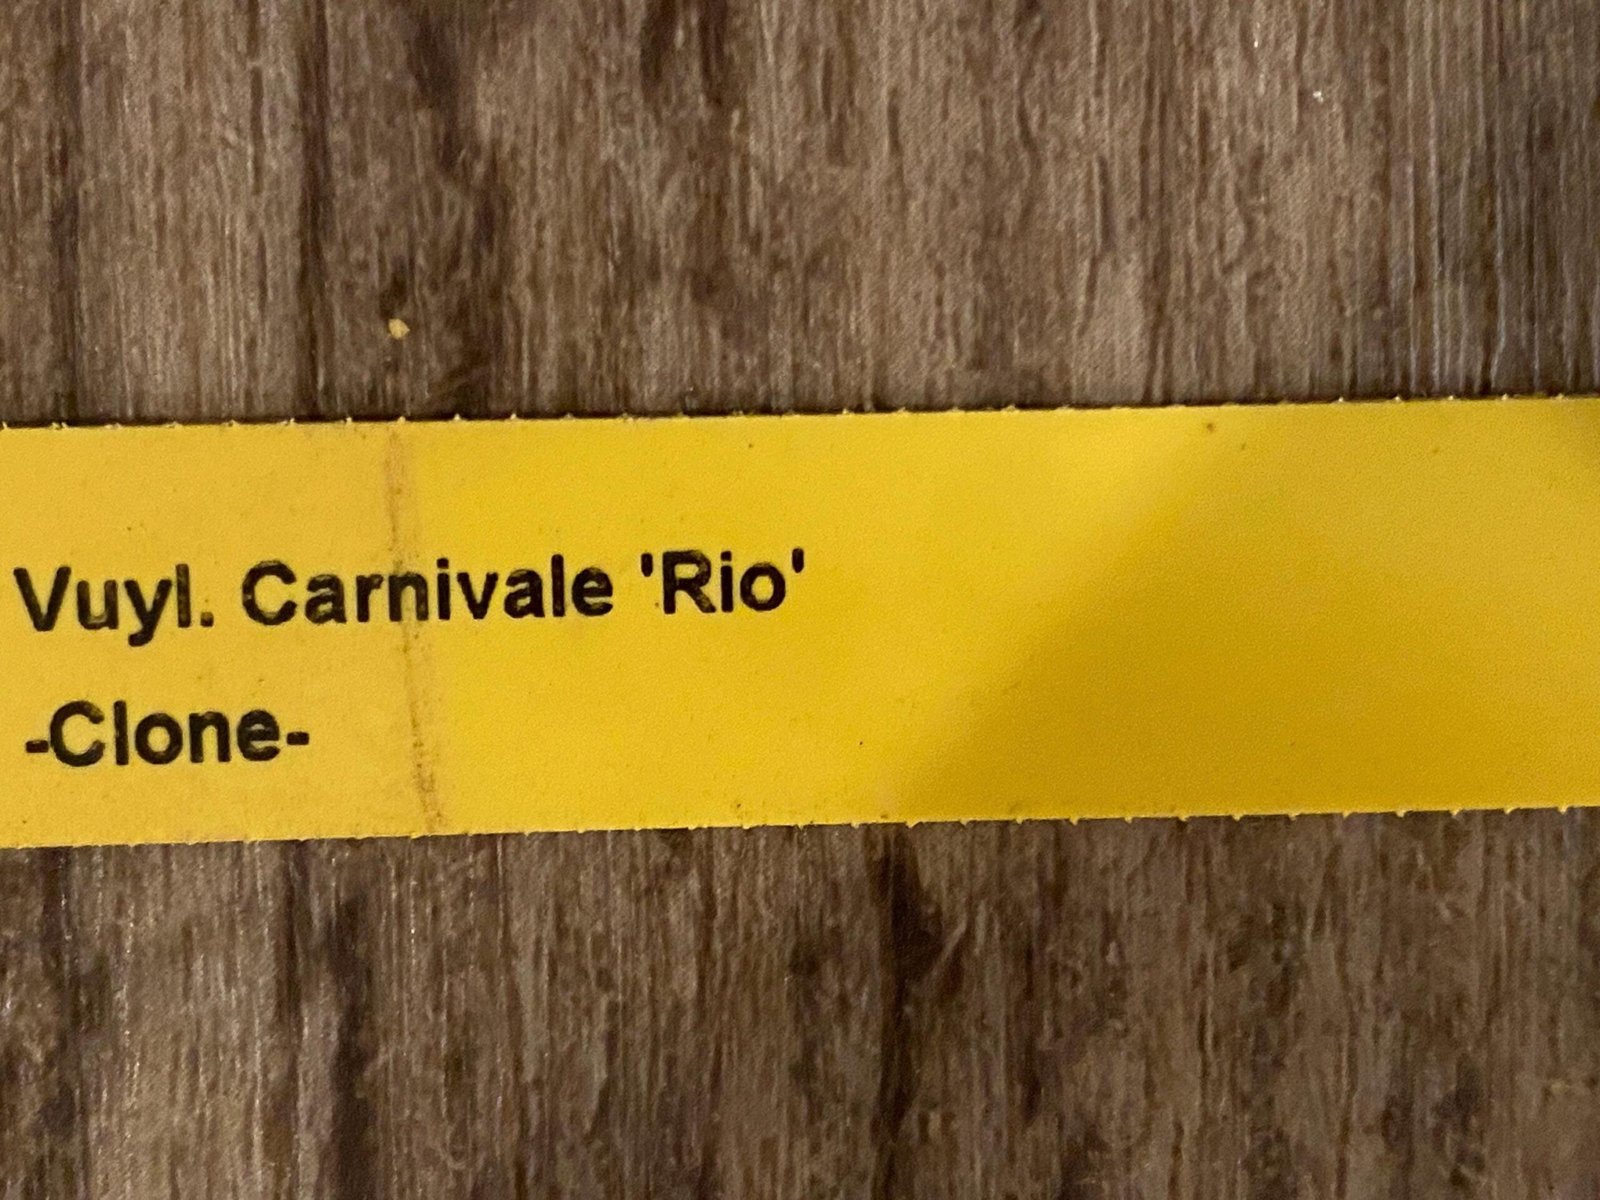 Vuyl. Carnivale 'Rio'
-Clone-